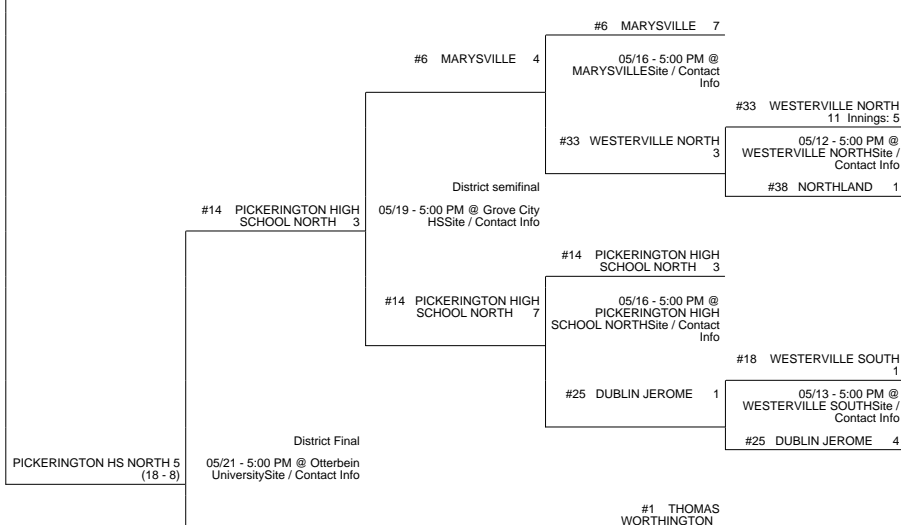 #6 MARYSVILLE 7
#6 MARYSVILLE 4
05/16 - 5:00 PM @
MARYSVILLESite / Contact
Info
#33 WESTERVILLE NORTH
11 Innings: 5
#33 WESTERVILLE NORTH
3
05/12 - 5:00 PM @
WESTERVILLE NORTHSite /
Contact Info
#38 NORTHLAND 1
District semifinal
#14 PICKERINGTON HIGH
SCHOOL NORTH 3
05/19 - 5:00 PM @ Grove City
HSSite / Contact Info
#14 PICKERINGTON HIGH
SCHOOL NORTH 3
#14 PICKERINGTON HIGH
SCHOOL NORTH 7
05/16 - 5:00 PM @
PICKERINGTON HIGH
SCHOOL NORTHSite / Contact
Info
#18 WESTERVILLE SOUTH
1
#25 DUBLIN JEROME 1
05/13 - 5:00 PM @
WESTERVILLE SOUTHSite /
Contact Info
#25 DUBLIN JEROME 4
District Final
PICKERINGTON HS NORTH 5
(18 - 8)
05/21 - 5:00 PM @ Otterbein
UniversitySite / Contact Info
#1 THOMAS
WORTHINGTON